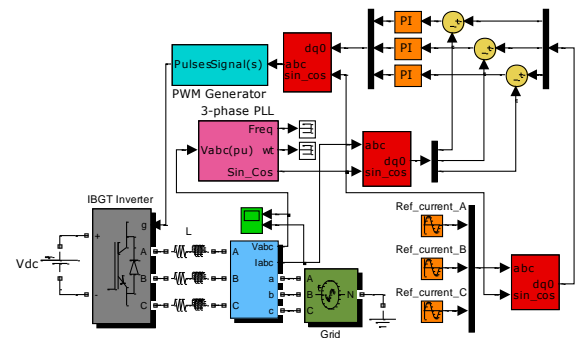 PI
PI
PI
dq0
abc
sin_cos
PulsesSignal(s)
PWM Generator
3-phase PLL
Freq
Vabc(pu)
wt
Sin_Cos
abc
dq0
sin_cos
IBGT Inverter
g
A
B
C
+
-
Vdc
L
Vabc
Iabc
A
B
C
a
b
c
A
B
C
N
Grid
Ref_current_A
Ref_current_B
Ref_current_C
abc
dq0
sin_cos